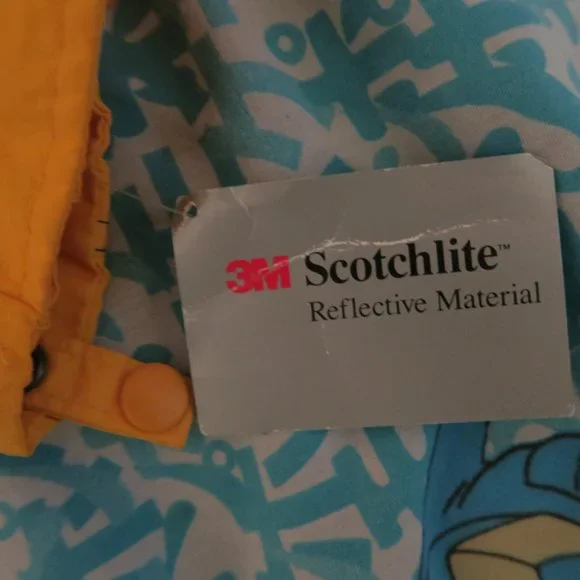 3M Scotchlite™
Reflective Material